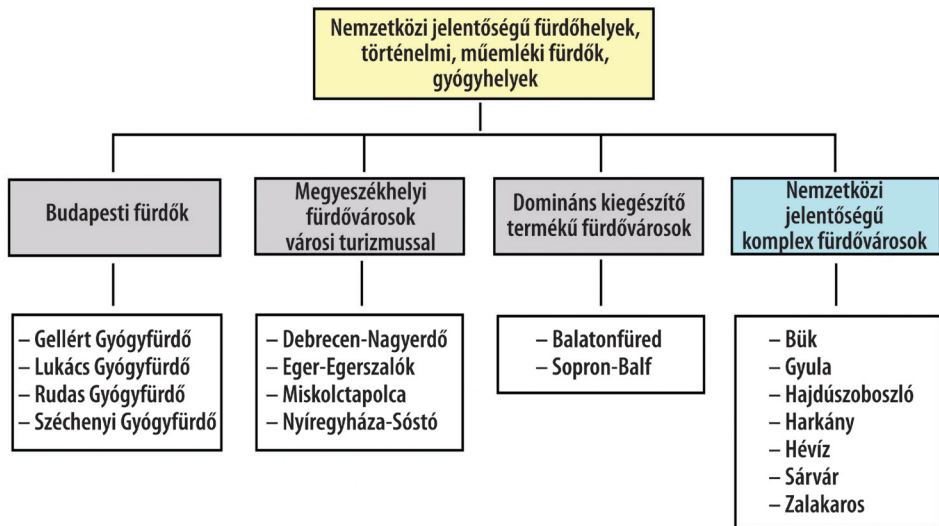 Nemzetközi jelentőségű fürdőhelyek,
történelmi, műemléki fürdők,
gyógyhelyek
Budapesti fürdők
Megyeszékhelyi
fürdővárosok
városi turizmussal
Domináns kiegészítő
termékű fürdővárosok
Nemzetközi
jelentőségű
komplex fürdővárosok
– Gellért Gyógyfürdő
– Lukács Gyógyfürdő
– Rudas Gyógyfürdő
– Széchenyi Gyógyfürdő
– Debrecen-Nagyerdő
– Eger-Egerszalók
– Miskolctapolca
– Nyíregyháza-Sóstó
– Balatonfüred
– Sopron-Balf
– Bük
– Gyula
– Hajdúszoboszló
– Harkány
– Hévíz
– Sárvár
– Zalakaros